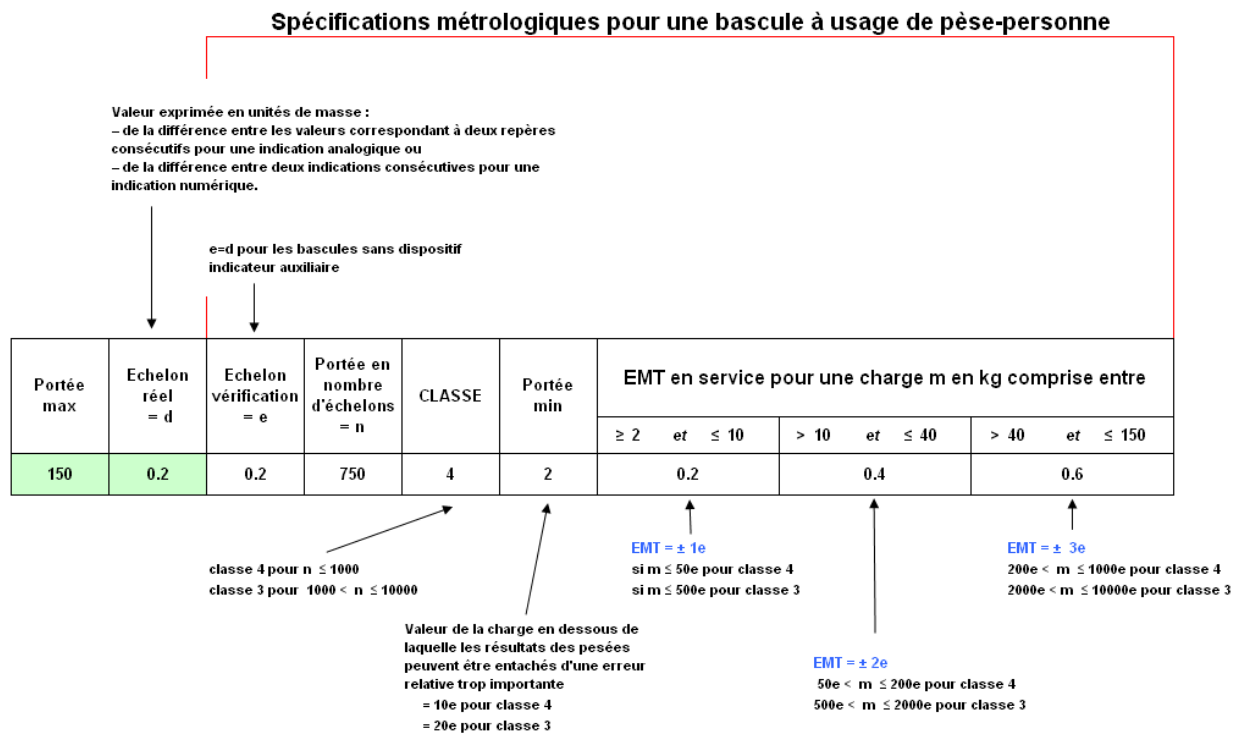 Spécifications métrologiques pour une bascule à usage de pèse-personne
Valeur exprimée en unités de masse :
– de la différence entre les valeurs correspondant à deux repères
consécutifs pour une indication analogique ou
– de la différence entre deux indications consécutives pour une
indication numérique.
e=d pour les bascules sans dispositif
indicateur auxiliaire
Portée
max
Echelon
réel
= d
Echelon
vérification
= e
Portée en
nombre
d'échelons
= n
CLASSE
Portée
min
EMT en service pour une charge m en kg comprise entre
≥ 2 et ≤ 10
> 10 et ≤ 40
> 40 et ≤ 150
150 0.2 0.2 750 4 2 0.2 0.4 0.6
classe 4 pour n ≤ 1000
classe 3 pour 1000 < n ≤ 10000
Valeur de la charge en dessous de
laquelle les résultats des pesées
peuvent être entachés d'une erreur
relative trop importante
= 10e pour classe 4
= 20e pour classe 3
EMT = ± 1e
si m ≤ 50e pour classe 4
si m ≤ 500e pour classe 3
EMT = ± 2e
50e < m ≤ 200e pour classe 4
500e < m ≤ 2000e pour classe 3
EMT = ± 3e
200e < m ≤ 1000e pour classe 4
2000e < m ≤ 10000e pour classe 3